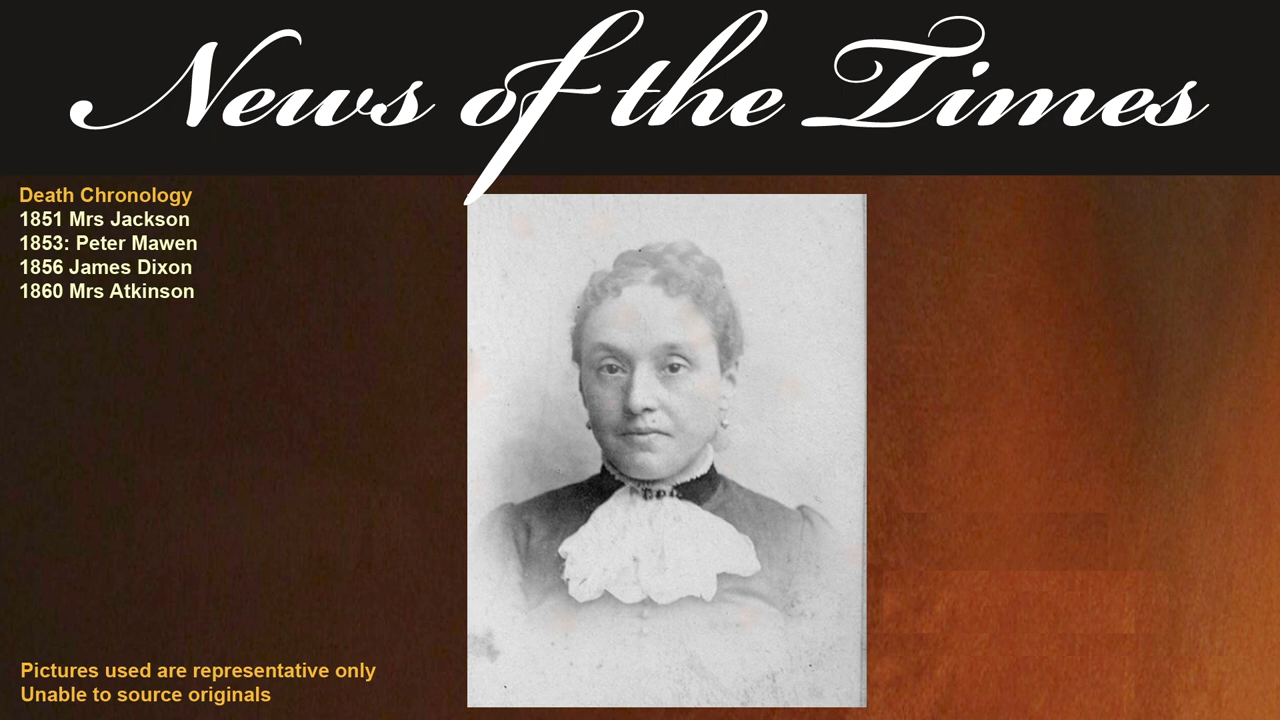 News of the Times
Death Chronology
1851 Mrs Jackson
1853: Peter Mawen
1856 James Dixon
1860 Mrs Atkinson
Pictures used are representative only
Unable to source originals